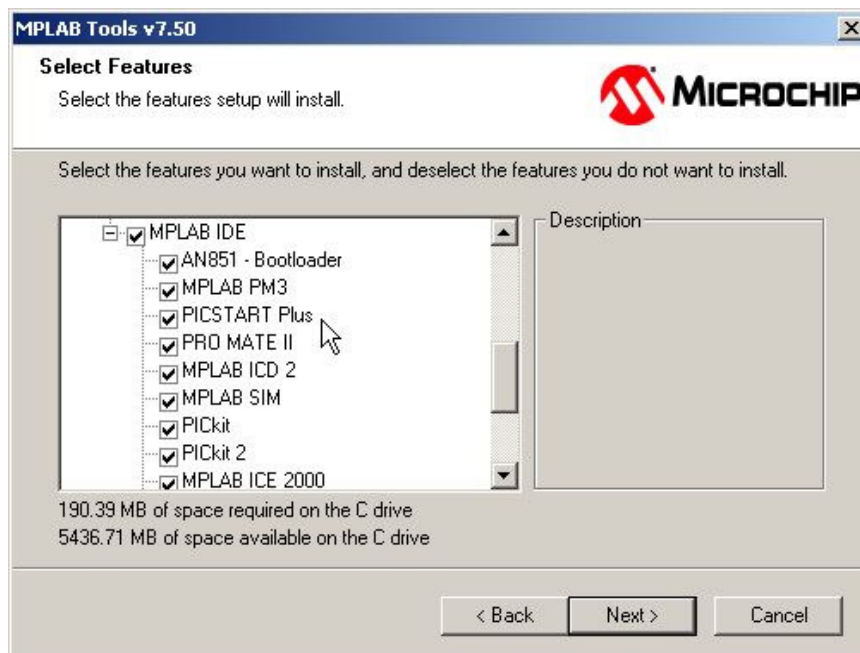 MPLAB Tools v7.50
Select Features
Select the features setup will install.
MICROCHIP
Select the features you want to install, and deselect the features you do not want to install.
MPLAB IDE
AN851 - Bootloader
MPLAB PM3
PICSTART Plus
PRO MATE II
MPLAB ICD 2
MPLAB SIM
PICkit
PICkit 2
MPLAB ICE 2000
Description
190.39 MB of space required on the C drive
5436.71 MB of space available on the C drive
< Back
Next >
Cancel